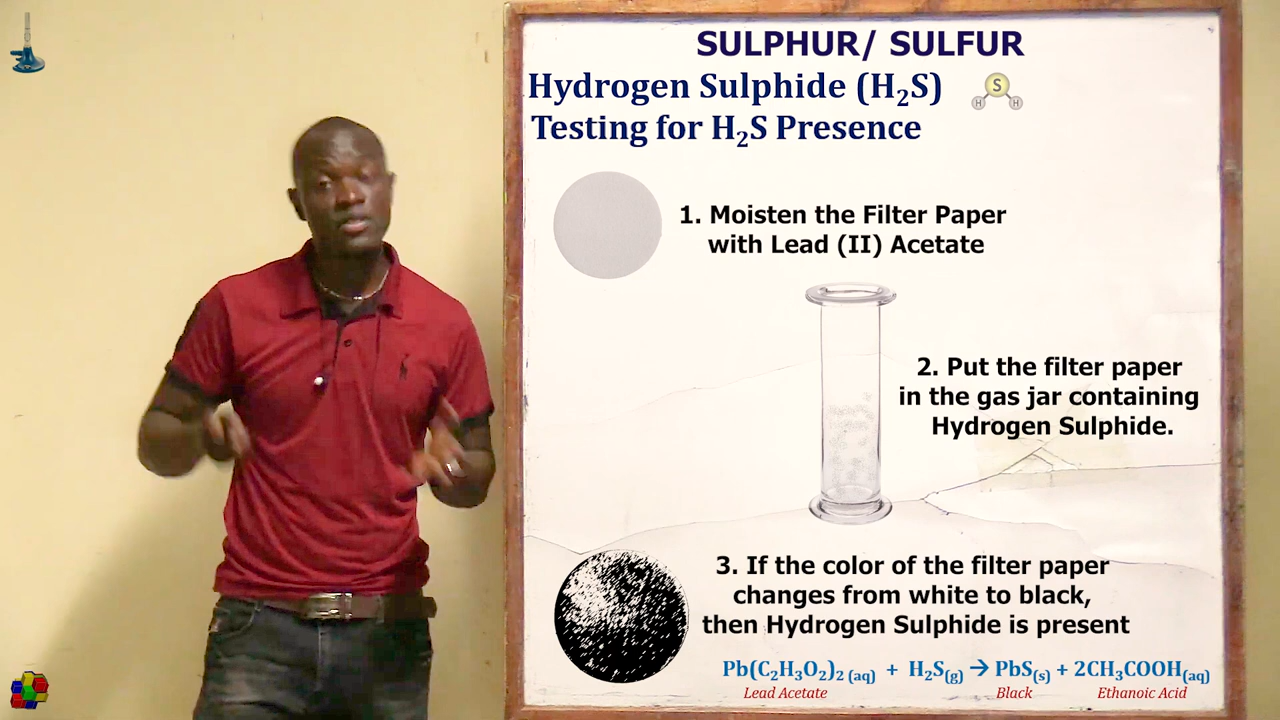 SULPHUR/ SULFUR
Hydrogen Sulphide (H₂S)
S
H H
Testing for H₂S Presence
1. Moisten the Filter Paper
with Lead (II) Acetate
2. Put the filter paper
in the gas jar containing
Hydrogen Sulphide.
3. If the color of the filter paper
changes from white to black,
then Hydrogen Sulphide is present
Pb(C₂H₃O₂)₂ (aq) + H₂S(g) → PbS(s) + 2CH₃COOH(aq)
Lead Acetate Black Ethanoic Acid